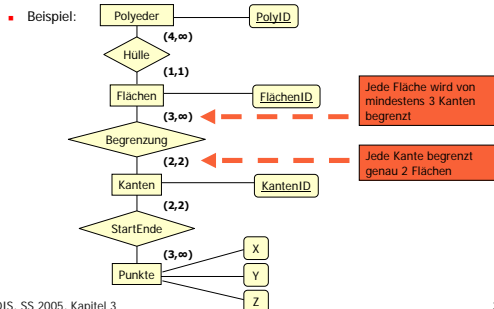 Beispiel:
Polyeder
PolyID
(4,∞)
Hülle
(1,1)
Flächen
FlächenID
(3,∞)
Jede Fläche wird von
mindestens 3 Kanten
begrenzt
Begrenzung
(2,2)
Jede Kante begrenzt
genau 2 Flächen
Kanten
KantenID
(2,2)
StartEnde
(3,∞)
Punkte
X
Y
Z
DIS, SS 2005, Kapitel 3